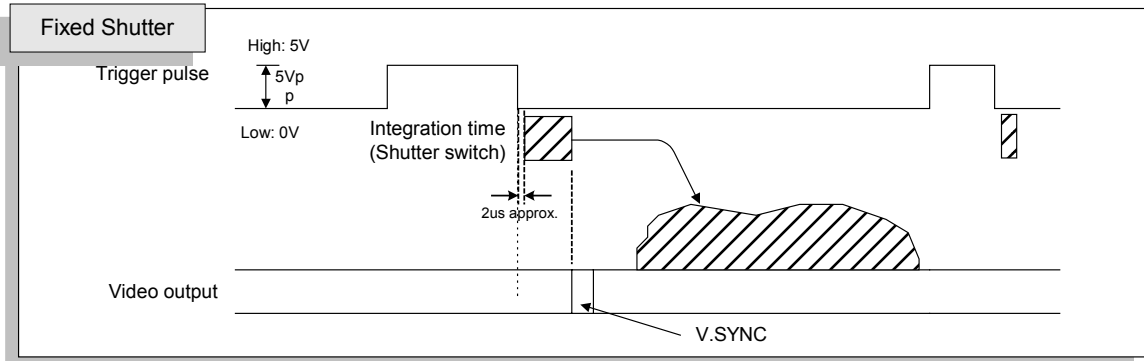 Fixed Shutter
High: 5V
Trigger pulse
5Vp
p
Low: 0V
Integration time
(Shutter switch)
2us approx.
Video output
V.SYNC